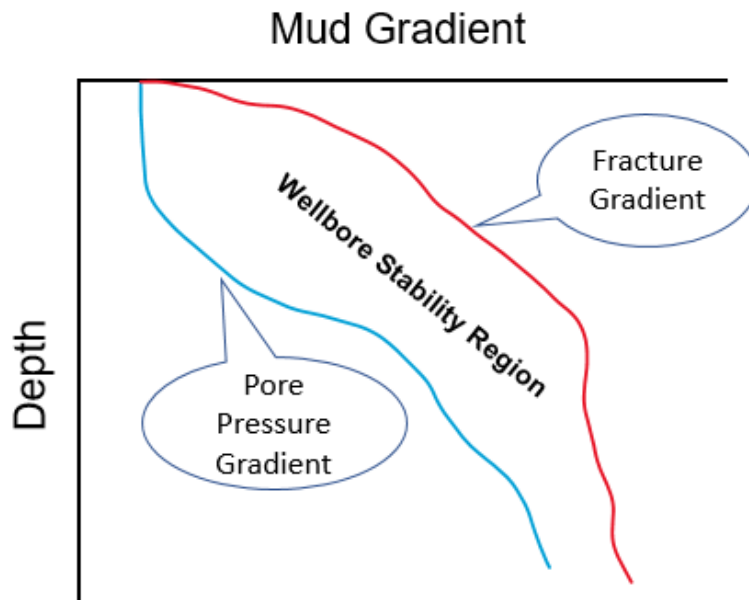 Mud Gradient
Fracture
Gradient
Wellbore Stability Region
Depth
Pore
Pressure
Gradient